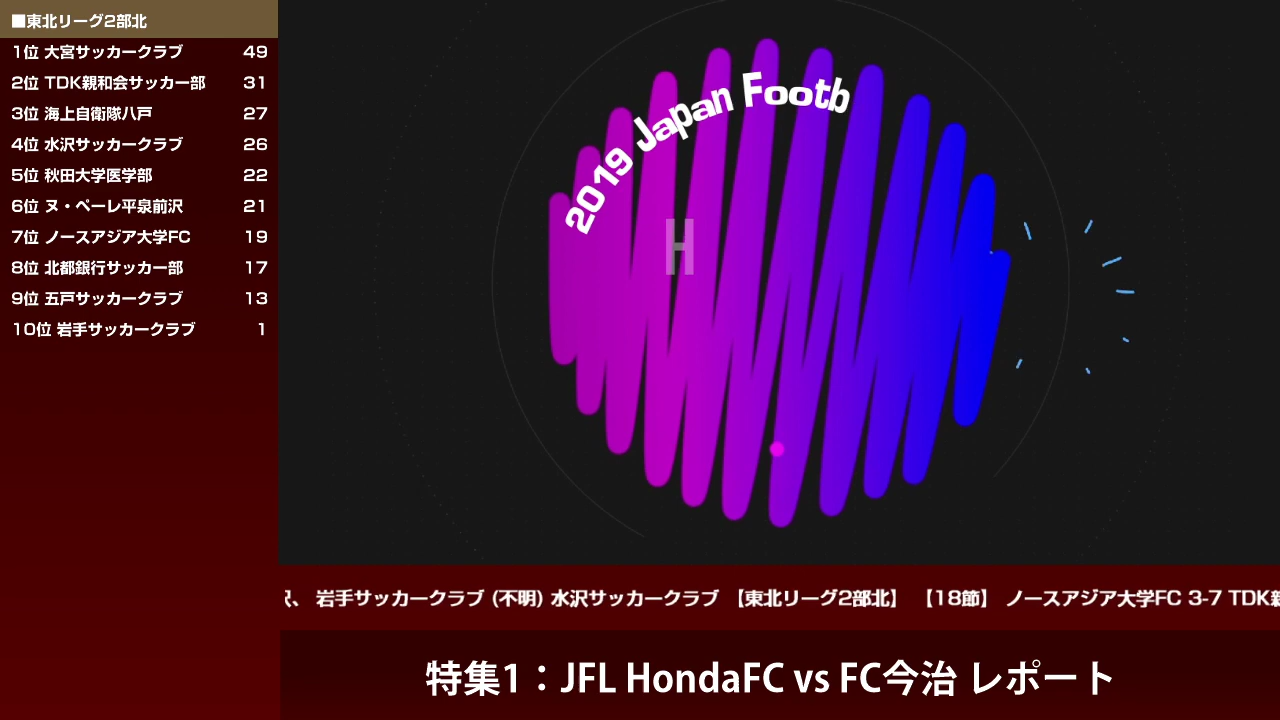 ■東北リーグ2部北
1位 大宮サッカークラブ 49
2位 TDK親和会サッカー部 31
3位 海上自衛隊八戸 27
4位 水沢サッカークラブ 26
5位 秋田大学医学部 22
6位 ヌ・ペーレ平泉前沢 21
7位 ノースアジア大学FC 19
8位 北都銀行サッカー部 17
9位 五戸サッカークラブ 13
10位 岩手サッカークラブ 1
2019 Japan Footb
H
、 岩手サッカークラブ (不明) 水沢サッカークラブ 【東北リーグ2部北】 【18節】 ノースアジア大学FC 3-7 TDK親
特集1：JFL HondaFC vs FC今治 レポート